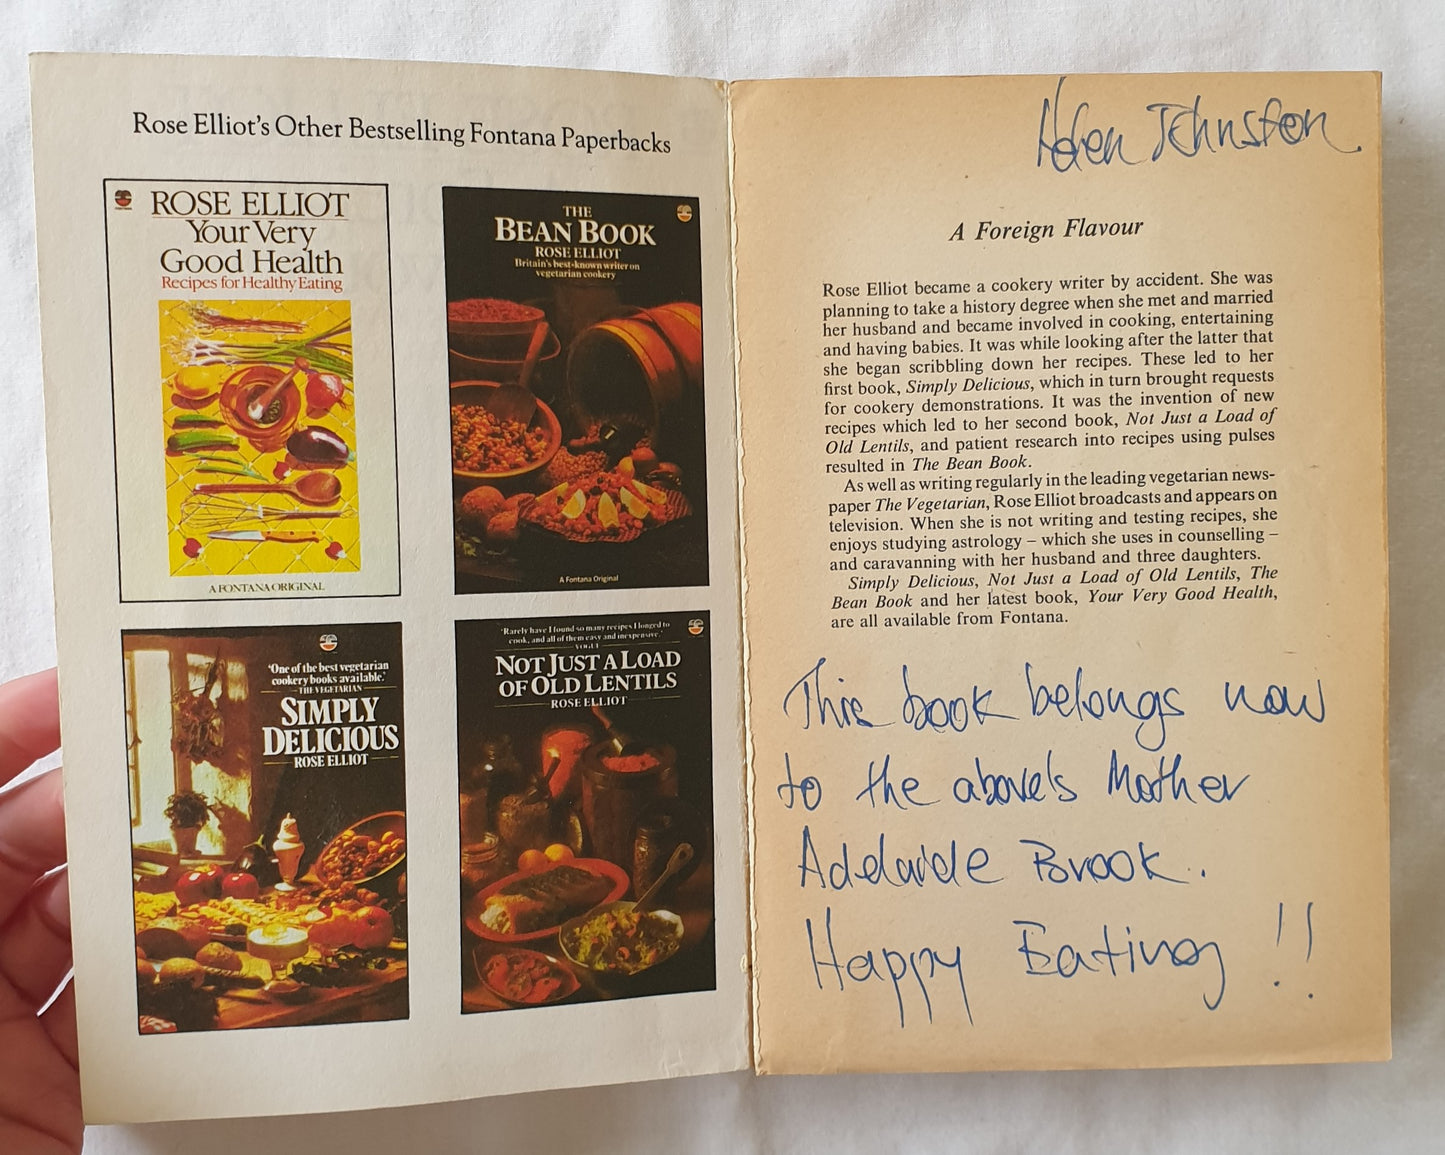 Rose Elliot's Other Bestselling Fontana Paperbacks
ROSE ELLIOT
Your Very
Good Health
Recipes for Healthy Eating
A FONTANA ORIGINAL
THE
BEAN BOOK
ROSE ELLIOT
Britain's best-known writer on
vegetarian cookery
A Fontana Original
'One of the best vegetarian
cookery books available.'
THE VEGETARIAN
SIMPLY
DELICIOUS
ROSE ELLIOT
'Rarely have I found so many recipes I longed to
cook, and all of them easy and inexpensive.'
VOGUE
NOT JUST A LOAD
OF OLD LENTILS
ROSE ELLIOT
Helen Johnston.
A Foreign Flavour
Rose Elliot became a cookery writer by accident. She was
planning to take a history degree when she met and married
her husband and became involved in cooking, entertaining
and having babies. It was while looking after the latter that
she began scribbling down her recipes. These led to her
first book, Simply Delicious, which in turn brought requests
for cookery demonstrations. It was the invention of new
recipes which led to her second book, Not Just a Load of
Old Lentils, and patient research into recipes using pulses
resulted in The Bean Book.
As well as writing regularly in the leading vegetarian news-
paper The Vegetarian, Rose Elliot broadcasts and appears on
television. When she is not writing and testing recipes, she
enjoys studying astrology – which she uses in counselling –
and caravanning with her husband and three daughters.
Simply Delicious, Not Just a Load of Old Lentils, The
Bean Book and her latest book, Your Very Good Health,
are all available from Fontana.
This book belongs now
to the above's Mother
Adelaide Brook.
Happy Eating !!